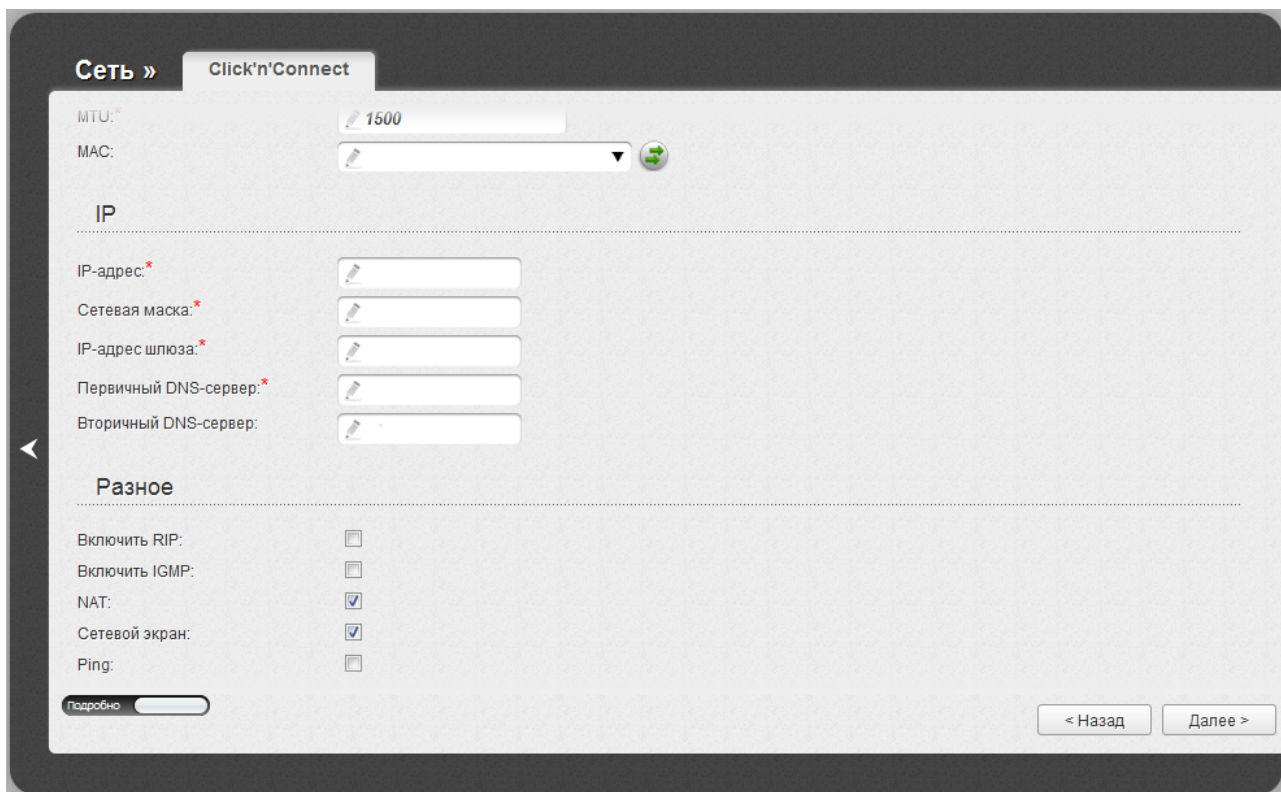 Сеть »
Click'n'Connect
MTU:*
1500
MAC:
IP
IP-адрес:*
Сетевая маска:*
IP-адрес шлюза:*
Первичный DNS-сервер:*
Вторичный DNS-сервер:
Разное
Включить RIP:
Включить IGMP:
NAT:
Сетевой экран:
Ping:
Подробно
< Назад
Далее >